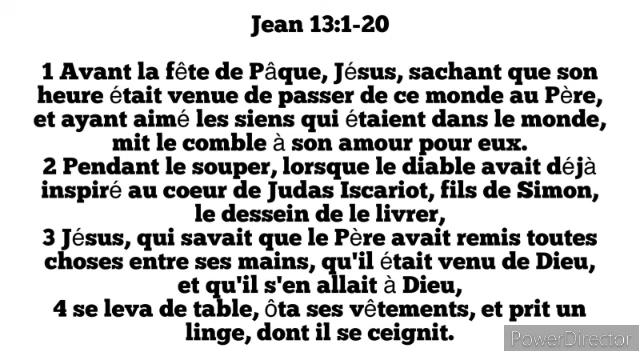 Jean 13:1-20
1 Avant la fête de Pâque, Jésus, sachant que son
heure était venue de passer de ce monde au Père,
et ayant aimé les siens qui étaient dans le monde,
mit le comble à son amour pour eux.
2 Pendant le souper, lorsque le diable avait déjà
inspiré au coeur de Judas Iscariot, fils de Simon,
le dessein de le livrer,
3 Jésus, qui savait que le Père avait remis toutes
choses entre ses mains, qu'il était venu de Dieu,
et qu'il s'en allait à Dieu,
4 se leva de table, ôta ses vêtements, et prit un
linge, dont il se ceignit.
PowerDirector